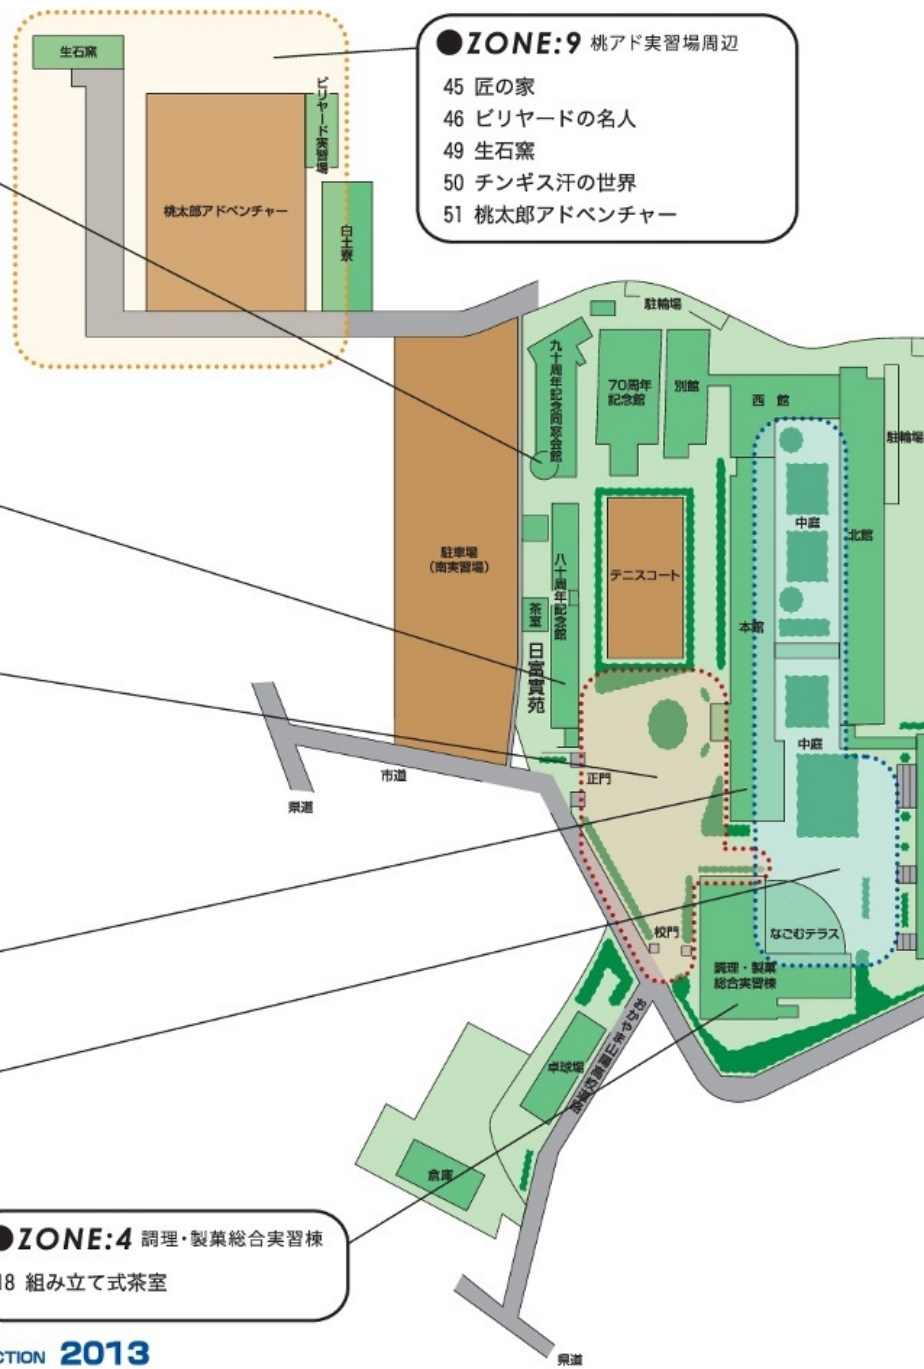 生石窯
●ZONE:9 桃アド実習場周辺
45 匠の家
46 ビリヤードの名人
49 生石窯
50 チンギス汗の世界
51 桃太郎アドベンチャー
ビリヤード実習場
桃太郎アドベンチャー
白土寮
駐輪場
九十周年記念同窓会館
70周年
記念館
別館
西 館
駐輪場
中庭
北館
駐車場
(南実習場)
テニスコート
八十周年記念館
茶室
本館
日富實苑
中庭
正門
市道
県道
校門
なごむテラス
調理・製菓
総合実習棟
おかやま山陽高校道路
卓球場
倉庫
●ZONE:4 調理・製菓総合実習棟
18 組み立て式茶室
CTION 2013
県道